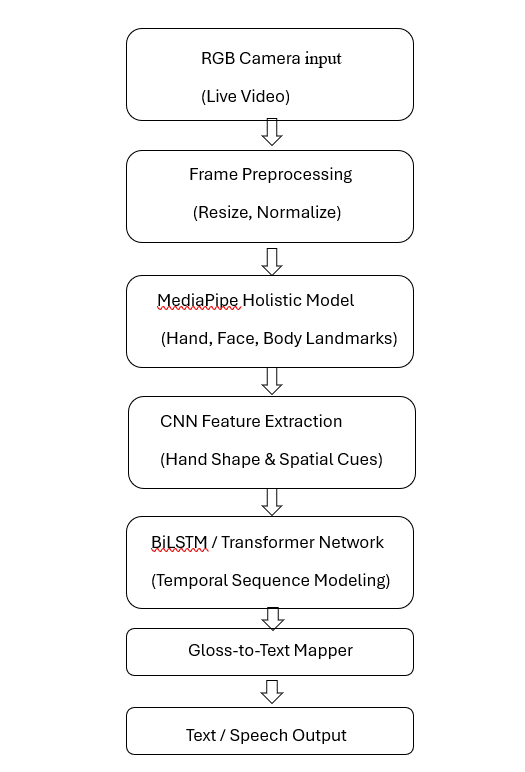 RGB Camera input
(Live Video)
Frame Preprocessing
(Resize, Normalize)
MediaPipe Holistic Model
(Hand, Face, Body Landmarks)
CNN Feature Extraction
(Hand Shape & Spatial Cues)
BiLSTM / Transformer Network
(Temporal Sequence Modeling)
Gloss-to-Text Mapper
Text / Speech Output